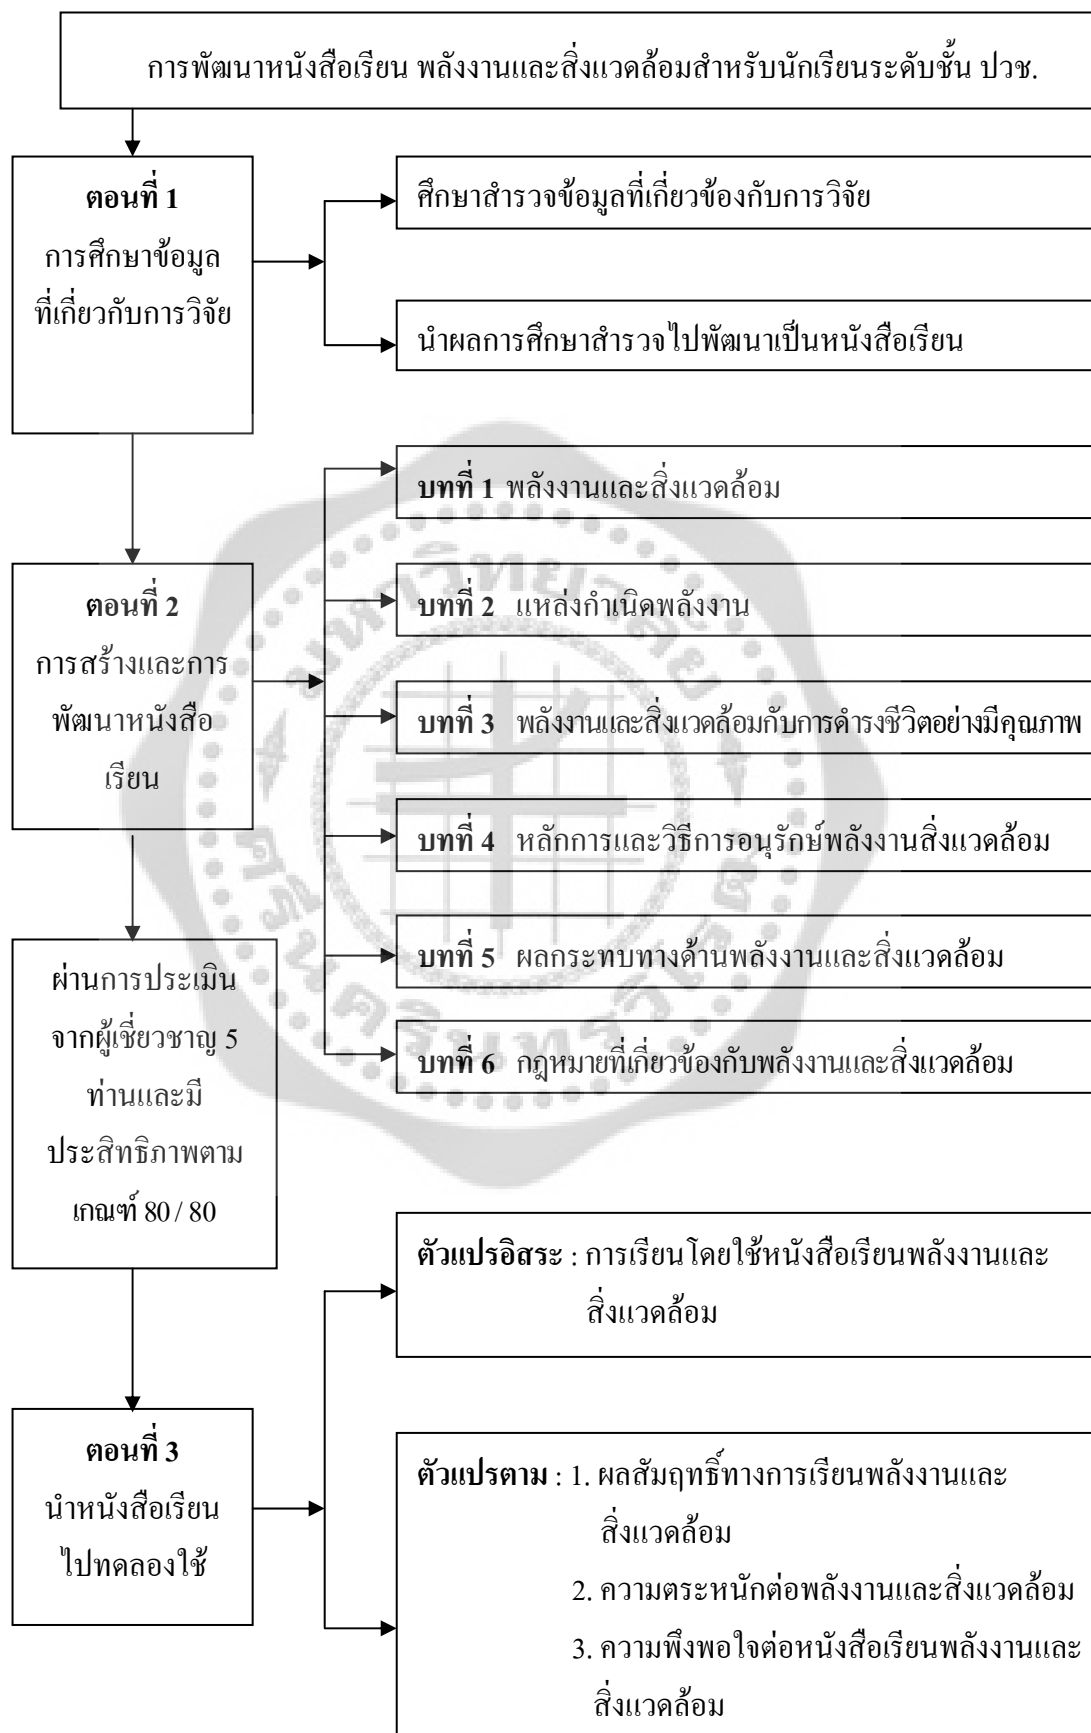 การพัฒนาหนังสือเรียน พลังงานและสิ่งแวดล้อมสำหรับนักเรียนระดับชั้น ปวช.
ตอนที่ 1
การศึกษาข้อมูล
ที่เกี่ยวกับการวิจัย
ศึกษาสำรวจข้อมูลที่เกี่ยวข้องกับการวิจัย
นำผลการศึกษาสำรวจไปพัฒนาเป็นหนังสือเรียน
ตอนที่ 2
การสร้างและการ
พัฒนาหนังสือ
เรียน
บทที่ 1 พลังงานและสิ่งแวดล้อม
บทที่ 2 แหล่งกำเนิดพลังงาน
บทที่ 3 พลังงานและสิ่งแวดล้อมกับการดำรงชีวิตอย่างมีคุณภาพ
บทที่ 4 หลักการและวิธีการอนุรักษ์พลังงานสิ่งแวดล้อม
บทที่ 5 ผลกระทบทางด้านพลังงานและสิ่งแวดล้อม
บทที่ 6 กฎหมายที่เกี่ยวข้องกับพลังงานและสิ่งแวดล้อม
ผ่านการประเมิน
จากผู้เชี่ยวชาญ 5
ท่านและมี
ประสิทธิภาพตาม
เกณฑ์ 80 / 80
ตอนที่ 3
นำหนังสือเรียน
ไปทดลองใช้
ตัวแปรอิสระ : การเรียนโดยใช้หนังสือเรียนพลังงานและ
สิ่งแวดล้อม
ตัวแปรตาม : 1. ผลสัมฤทธิ์ทางการเรียนพลังงานและ
สิ่งแวดล้อม
2. ความตระหนักต่อพลังงานและสิ่งแวดล้อม
3. ความพึงพอใจต่อหนังสือเรียนพลังงานและ
สิ่งแวดล้อม
มหาวิทยาลัย
ศรีนครินทรวิโรฒ